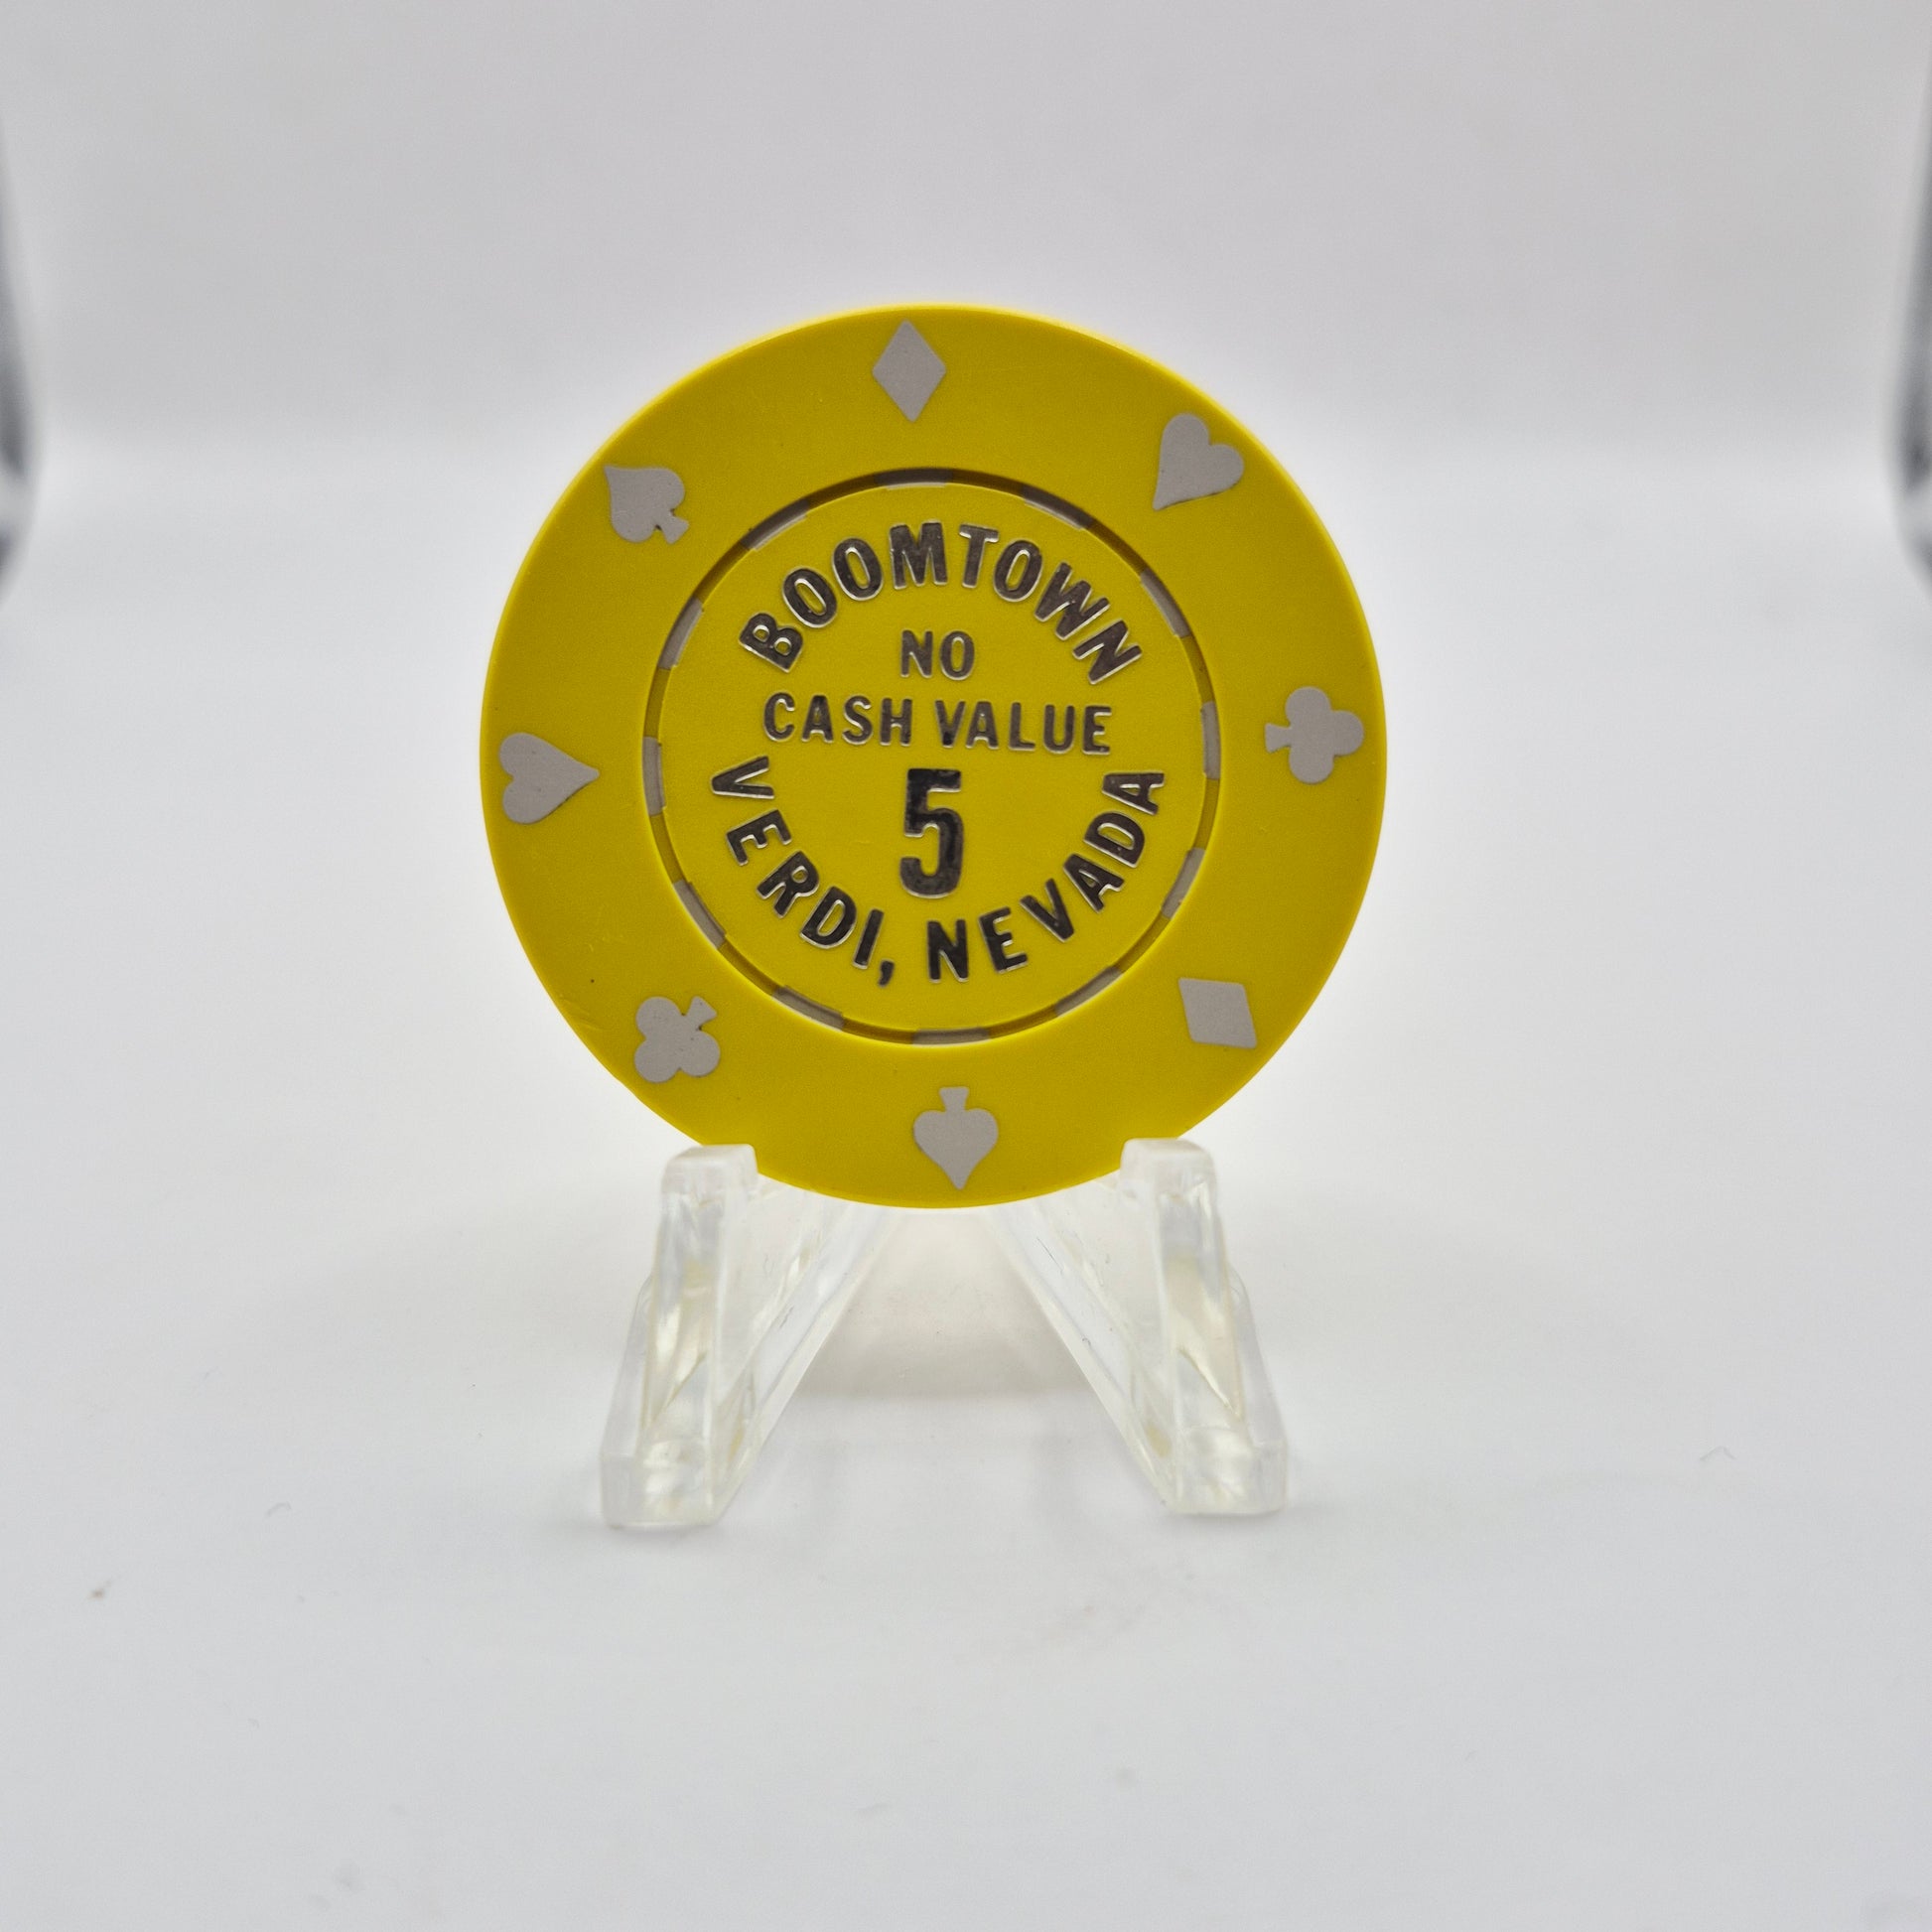 BOOMTOWN
NO
CASH VALUE
5
VERDI, NEVADA